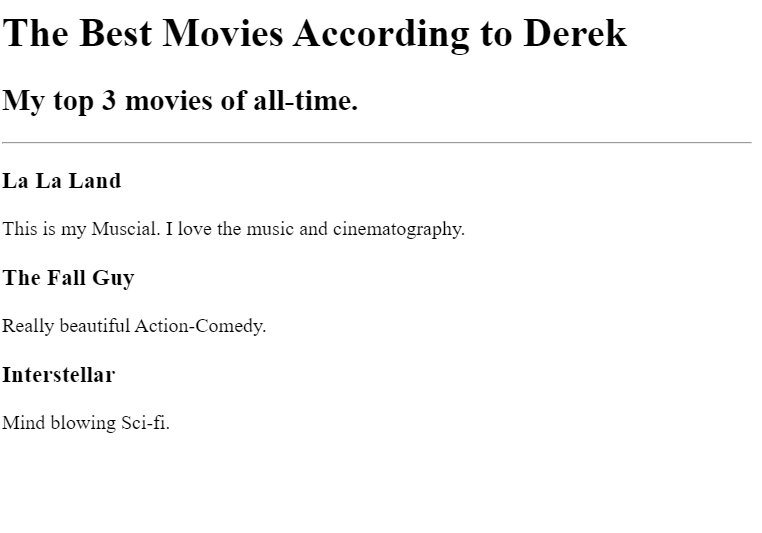 The Best Movies According to Derek
My top 3 movies of all-time.
La La Land
This is my Muscial. I love the music and cinematography.
The Fall Guy
Really beautiful Action-Comedy.
Interstellar
Mind blowing Sci-fi.